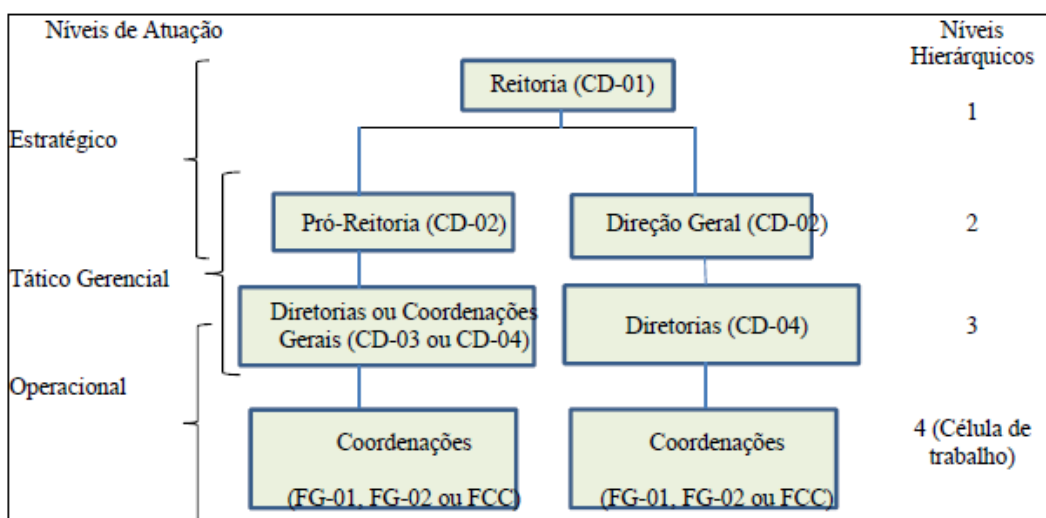 Níveis de Atuação
Níveis
Hierárquicos
Reitoria (CD-01)
1
Estratégico
Pró-Reitoria (CD-02)
Direção Geral (CD-02)
2
Tático Gerencial
Diretorias ou Coordenações
Gerais (CD-03 ou CD-04)
Diretorias (CD-04)
3
Operacional
Coordenações
(FG-01, FG-02 ou FCC)
Coordenações
(FG-01, FG-02 ou FCC)
4 (Célula de
trabalho)